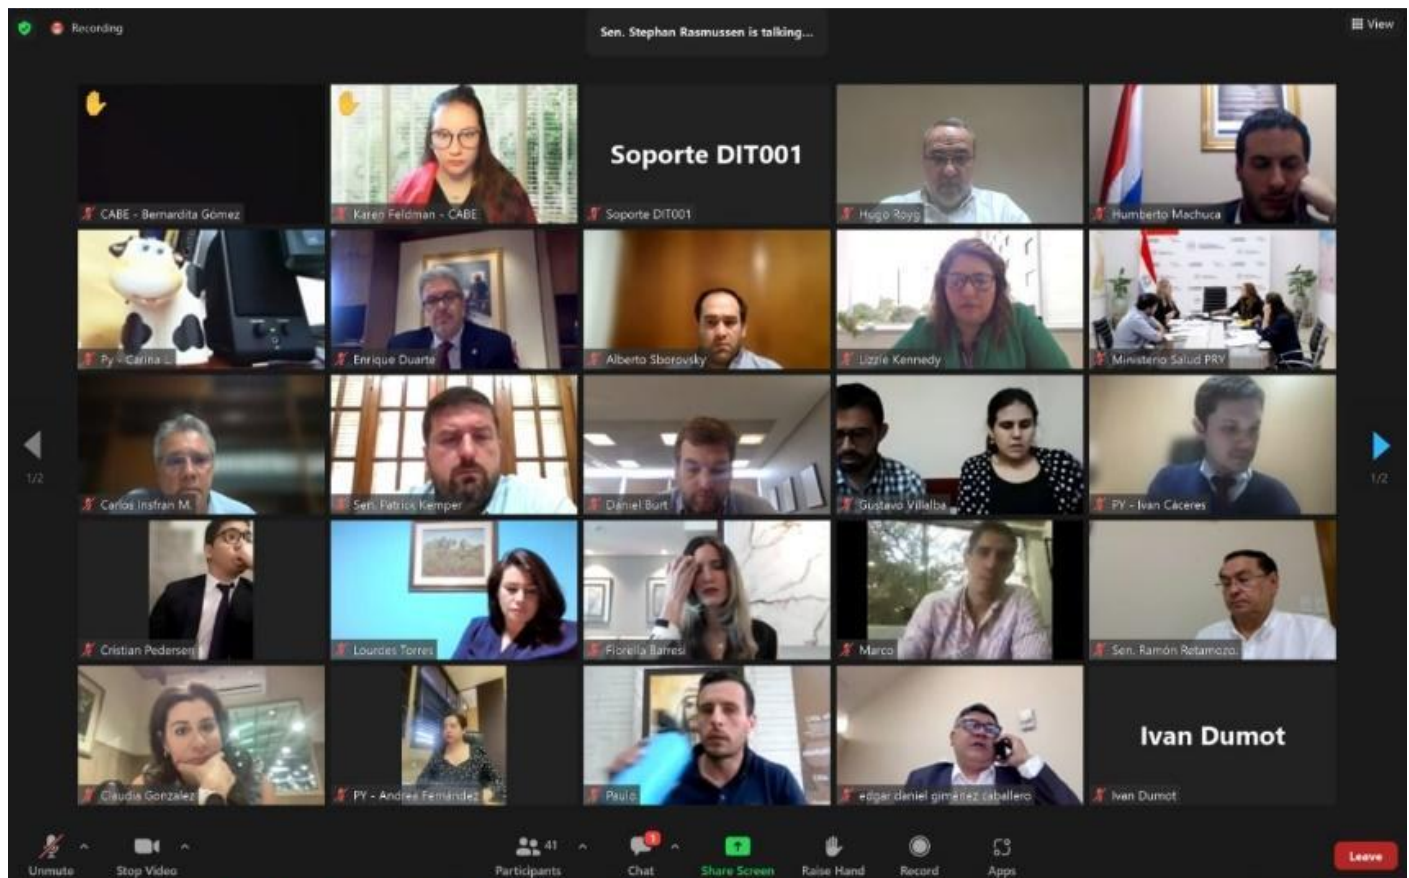 Recording
Sen. Stephan Rasmussen is talking...
View
CABE - Bernardita Gómez
Karen Feldman - CABE
Soporte DIT001
Soporte DIT001
Hugo Royg
Humberto Machuca
Py - Carina L.
Enrique Duarte
Alberto Sborovsky
Lizzie Kennedy
Ministerio Salud PRY
1/2
1/2
Carlos Insfran M.
Sen. Patrick Kemper
Daniel Burt
Gustavo Villalba
PY - Ivan Cáceres
Cristian Pedersen
Lourdes Torres
Fiorella Barresi
Marco
Sen. Ramón Retamozo.
Claudia Gonzalez
PY - Andrea Fernández
Paulo
edgar daniel gimenez caballero
Ivan Dumot
Ivan Dumot
Unmute
Stop Video
41
Participants
1
Chat
Share Screen
Raise Hand
Record
Apps
Leave